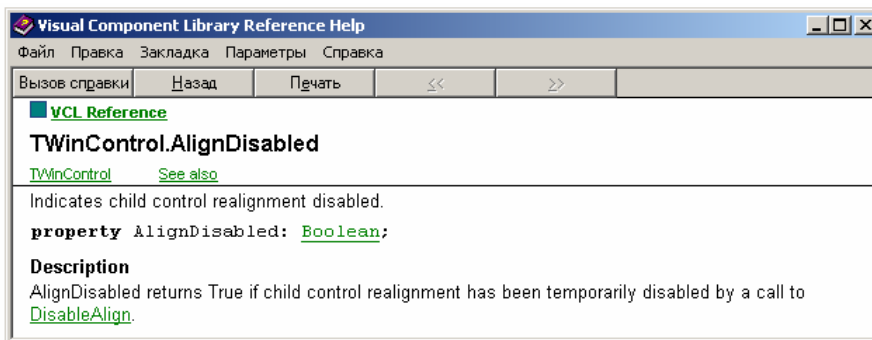 Visual Component Library Reference Help
Файл Правка Закладка Параметры Справка
Вызов справки Назад Печать << >>
VCL Reference
TWinControl.AlignDisabled
TWinControl See also
Indicates child control realignment disabled.
property AlignDisabled: Boolean;
Description
AlignDisabled returns True if child control realignment has been temporarily disabled by a call to
DisableAlign.